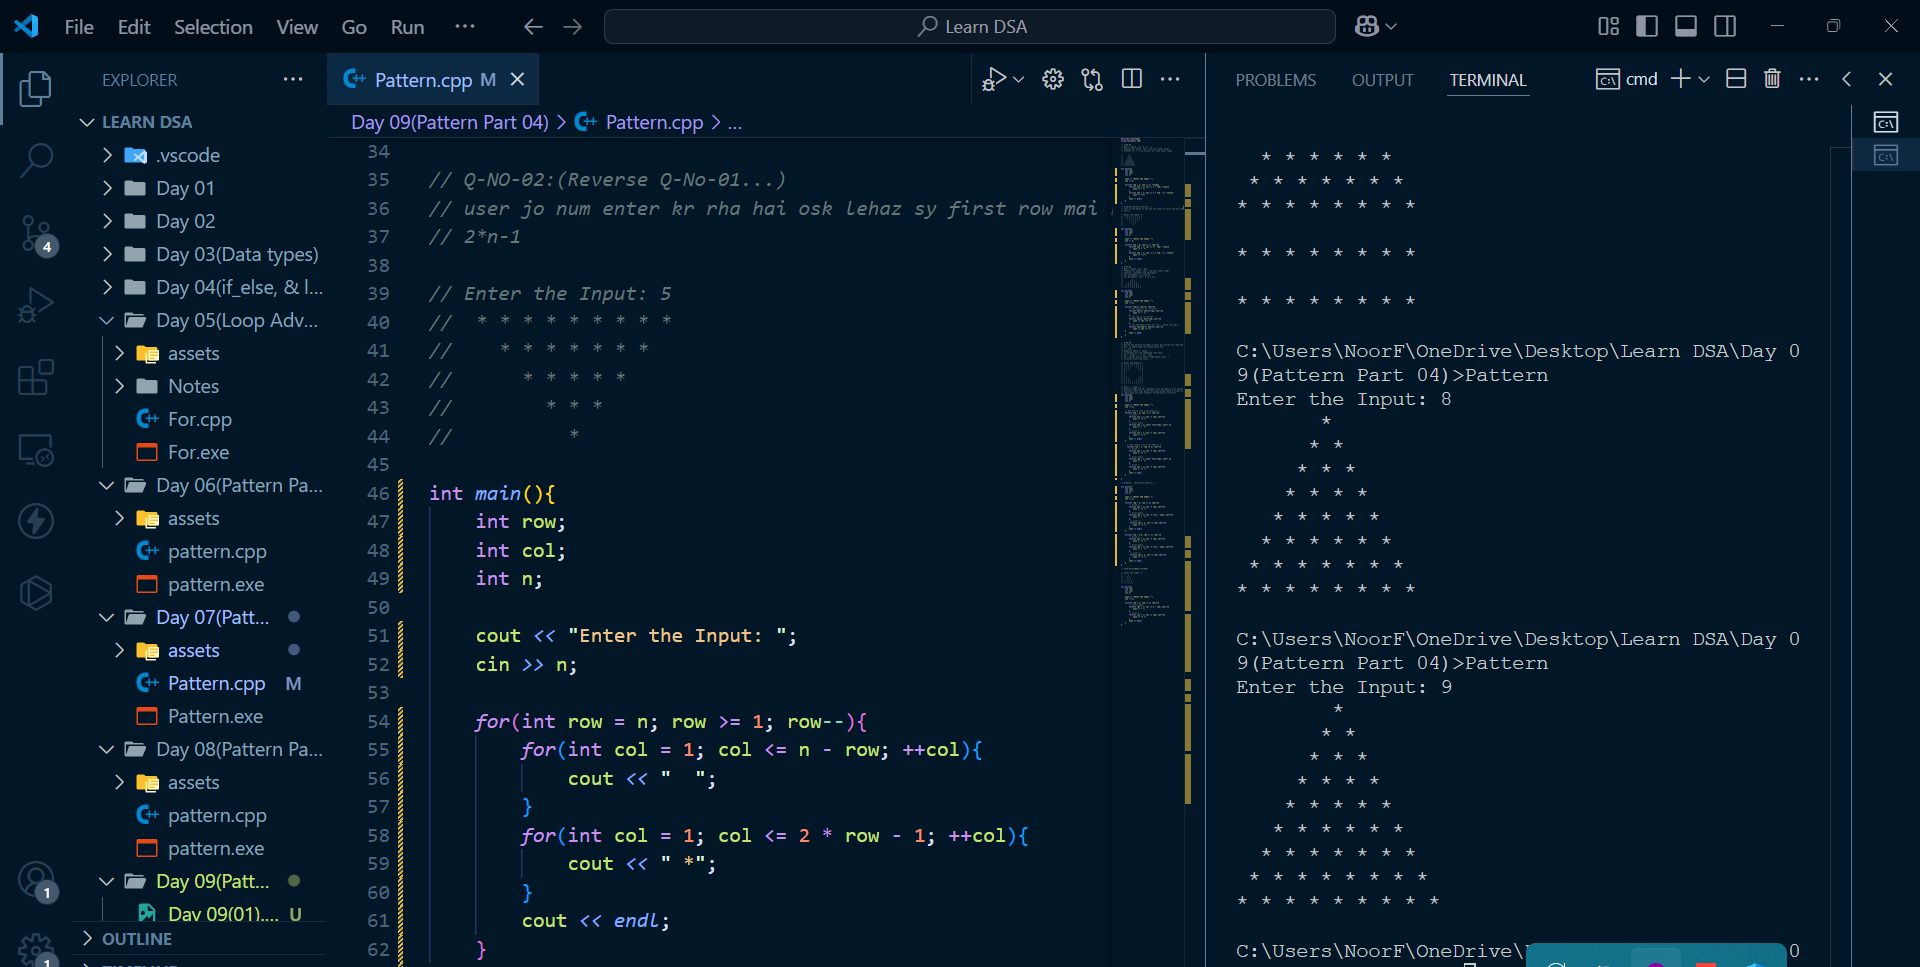 File Edit Selection View Go Run ··· Learn DSA
EXPLORER ···
LEARN DSA
.vscode
Day 01
Day 02
Day 03(Data types)
Day 04(if_else, & l...
Day 05(Loop Adv...
assets
Notes
For.cpp
For.exe
Day 06(Pattern Pa...
assets
pattern.cpp
pattern.exe
Day 07(Patt...
assets
Pattern.cpp M
Pattern.exe
Day 08(Pattern Pa...
assets
pattern.cpp
pattern.exe
Day 09(Patt...
Day 09(01).... U
OUTLINE
4
1
1
Pattern.cpp M
Day 09(Pattern Part 04) > Pattern.cpp > ...
34
35 // Q-NO-02:(Reverse Q-No-01...)
36 // user jo num enter kr rha hai osk lehaz sy first row mai
37 // 2*n-1
38
39 // Enter the Input: 5
40 //  * * * * * * * * *
41 //    * * * * * * *
42 //      * * * * *
43 //        * * *
44 //          *
45
46 int main(){
47     int row;
48     int col;
49     int n;
50
51     cout << "Enter the Input: ";
52     cin >> n;
53
54     for(int row = n; row >= 1; row--){
55         for(int col = 1; col <= n - row; ++col){
56             cout << "  ";
57         }
58         for(int col = 1; col <= 2 * row - 1; ++col){
59             cout << " *";
60         }
61         cout << endl;
62     }
PROBLEMS OUTPUT TERMINAL cmd
  * * * * * *
 * * * * * * *
* * * * * * * *
* * * * * * * *
* * * * * * * *
C:\Users\NoorF\OneDrive\Desktop\Learn DSA\Day 0
9(Pattern Part 04)>Pattern
Enter the Input: 8
       *
      * *
     * * *
    * * * *
   * * * * *
  * * * * * *
 * * * * * * *
* * * * * * * *
C:\Users\NoorF\OneDrive\Desktop\Learn DSA\Day 0
9(Pattern Part 04)>Pattern
Enter the Input: 9
        *
       * *
      * * *
     * * * *
    * * * * *
   * * * * * *
  * * * * * * *
 * * * * * * * *
* * * * * * * * *
C:\Users\NoorF\OneDrive\ 0